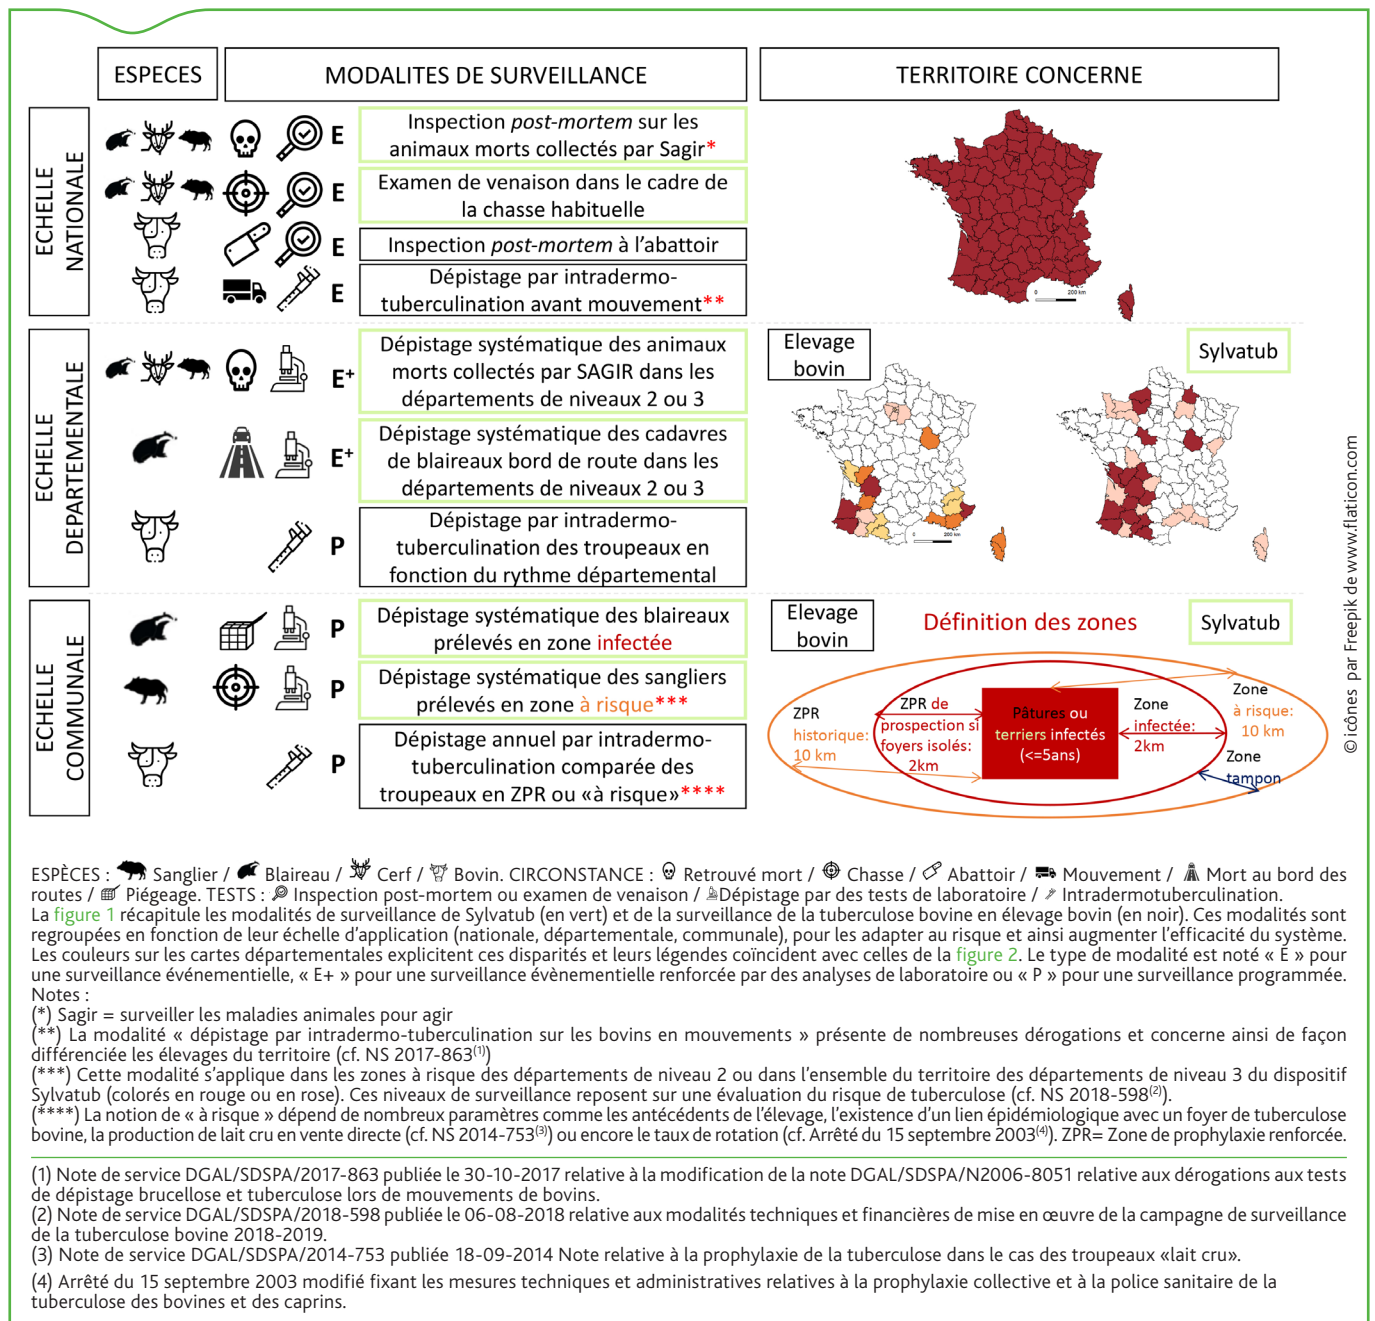 ESPECES
MODALITES DE SURVEILLANCE
TERRITOIRE CONCERNE
ECHELLE
NATIONALE
E
Inspection post-mortem sur les
animaux morts collectés par Sagir*
E
Examen de venaison dans le cadre de
la chasse habituelle
E
Inspection post-mortem à l'abattoir
E
Dépistage par intradermo-
tuberculination avant mouvement**
0 200 km
ECHELLE
DEPARTEMENTALE
E+
Dépistage systématique des animaux
morts collectés par SAGIR dans les
départements de niveaux 2 ou 3
E+
Dépistage systématique des cadavres
de blaireaux bord de route dans les
départements de niveaux 2 ou 3
P
Dépistage par intradermo-
tuberculination des troupeaux en
fonction du rythme départemental
Elevage
bovin
Sylvatub
0 200 km
ECHELLE
COMMUNALE
P
Dépistage systématique des blaireaux
prélevés en zone infectée
P
Dépistage systématique des sangliers
prélevés en zone à risque***
P
Dépistage annuel par intradermo-
tuberculination comparée des
troupeaux en ZPR ou «à risque»****
Elevage
bovin
Définition des zones
Sylvatub
ZPR
historique:
10 km
ZPR de
prospection si
foyers isolés:
2km
Pâtures ou
terriers infectés
(<=5ans)
Zone
infectée:
2km
Zone
à risque:
10 km
Zone
tampon
© icônes par Freepik de www.flaticon.com
ESPÈCES : Sanglier / Blaireau / Cerf / Bovin. CIRCONSTANCE : Retrouvé mort / Chasse / Abattoir / Mouvement / Mort au bord des
routes / Piégeage. TESTS : Inspection post-mortem ou examen de venaison / Dépistage par des tests de laboratoire / Intradermotuberculination.
La figure 1 récapitule les modalités de surveillance de Sylvatub (en vert) et de la surveillance de la tuberculose bovine en élevage bovin (en noir). Ces modalités sont
regroupées en fonction de leur échelle d'application (nationale, départementale, communale), pour les adapter au risque et ainsi augmenter l'efficacité du système.
Les couleurs sur les cartes départementales explicitent ces disparités et leurs légendes coïncident avec celles de la figure 2. Le type de modalité est noté « E » pour
une surveillance événementielle, « E+ » pour une surveillance évènementielle renforcée par des analyses de laboratoire ou « P » pour une surveillance programmée.
Notes :
(*) Sagir = surveiller les maladies animales pour agir
(**) La modalité « dépistage par intradermo-tuberculination sur les bovins en mouvements » présente de nombreuses dérogations et concerne ainsi de façon
différenciée les élevages du territoire (cf. NS 2017-863(1))
(***) Cette modalité s'applique dans les zones à risque des départements de niveau 2 ou dans l'ensemble du territoire des départements de niveau 3 du dispositif
Sylvatub (colorés en rouge ou en rose). Ces niveaux de surveillance reposent sur une évaluation du risque de tuberculose (cf. NS 2018-598(2)).
(****) La notion de « à risque » dépend de nombreux paramètres comme les antécédents de l'élevage, l'existence d'un lien épidémiologique avec un foyer de tuberculose
bovine, la production de lait cru en vente directe (cf. NS 2014-753(3)) ou encore le taux de rotation (cf. Arrêté du 15 septembre 2003(4)). ZPR= Zone de prophylaxie renforcée.
(1) Note de service DGAL/SDSPA/2017-863 publiée le 30-10-2017 relative à la modification de la note DGAL/SDSPA/N2006-8051 relative aux dérogations aux tests
de dépistage brucellose et tuberculose lors de mouvements de bovins.
(2) Note de service DGAL/SDSPA/2018-598 publiée le 06-08-2018 relative aux modalités techniques et financières de mise en œuvre de la campagne de surveillance
de la tuberculose bovine 2018-2019.
(3) Note de service DGAL/SDSPA/2014-753 publiée 18-09-2014 Note relative à la prophylaxie de la tuberculose dans le cas des troupeaux «lait cru».
(4) Arrêté du 15 septembre 2003 modifié fixant les mesures techniques et administratives relatives à la prophylaxie collective et à la police sanitaire de la
tuberculose des bovines et des caprins.